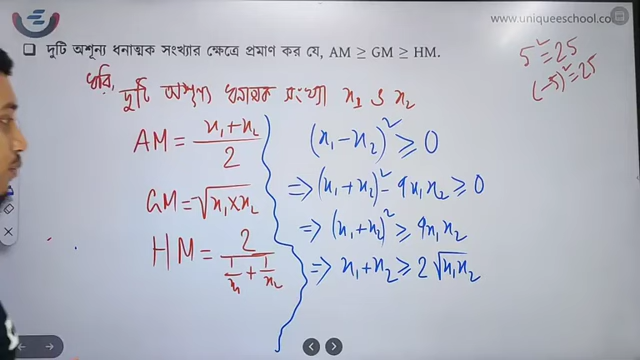 www.uniqueeschool.com
❑ দুটি অশূন্য ধনাত্মক সংখ্যার ক্ষেত্রে প্রমাণ কর যে, AM ≥ GM ≥ HM.
5² = 25
(-5)² = 25
ধরি,
দুটি অশূন্য ধনাত্মক সংখ্যা x₁ ও x₂
AM = (x₁ + x₂) / 2
GM = √(x₁ × x₂)
HM = 2 / (1/x₁ + 1/x₂)
(x₁ - x₂)² ≥ 0
⇒ (x₁ + x₂)² - 4x₁x₂ ≥ 0
⇒ (x₁ + x₂)² ≥ 4x₁x₂
⇒ x₁ + x₂ ≥ 2√(x₁x₂)